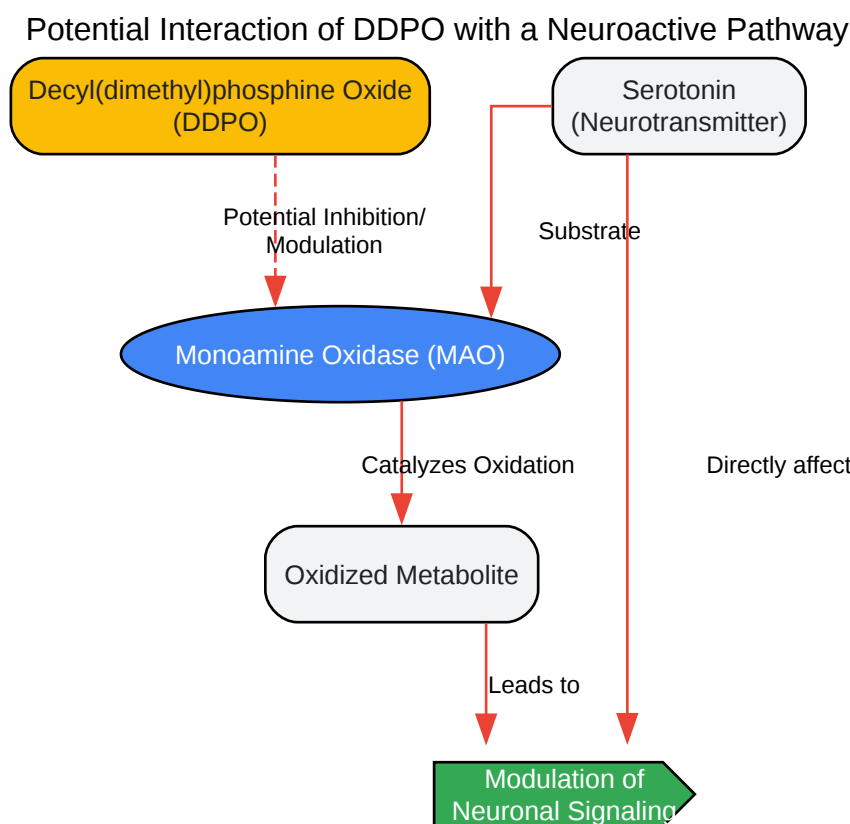 Potential Interaction of DDPO with a Neuroactive Pathway
Decyl(dimethyl)phosphine Oxide
(DDPO)
Serotonin
(Neurotransmitter)
Potential Inhibition/
Modulation
Substrate
Monoamine Oxidase (MAO)
Catalyzes Oxidation
Directly affect
Oxidized Metabolite
Leads to
Modulation of
Neuronal Signaling